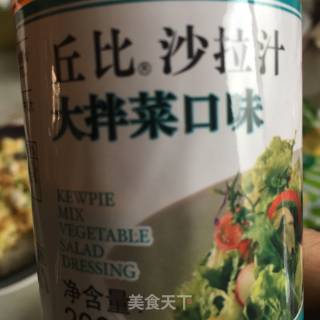 丘比® 沙拉汁
大拌菜口味
KEWPIE
MIX
VEGETABLE
SALAD
DRESSING
净含量
美食天下